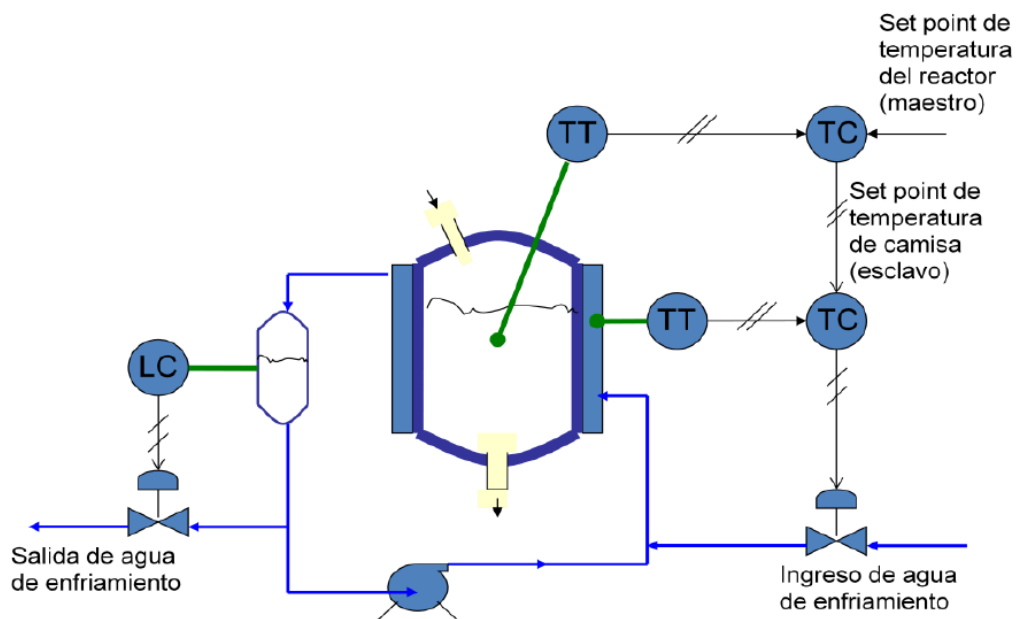 Set point de
temperatura
del reactor
(maestro)
TT
TC
Set point de
temperatura
de camisa
(esclavo)
TT
TC
LC
Salida de agua
de enfriamiento
Ingreso de agua
de enfriamiento